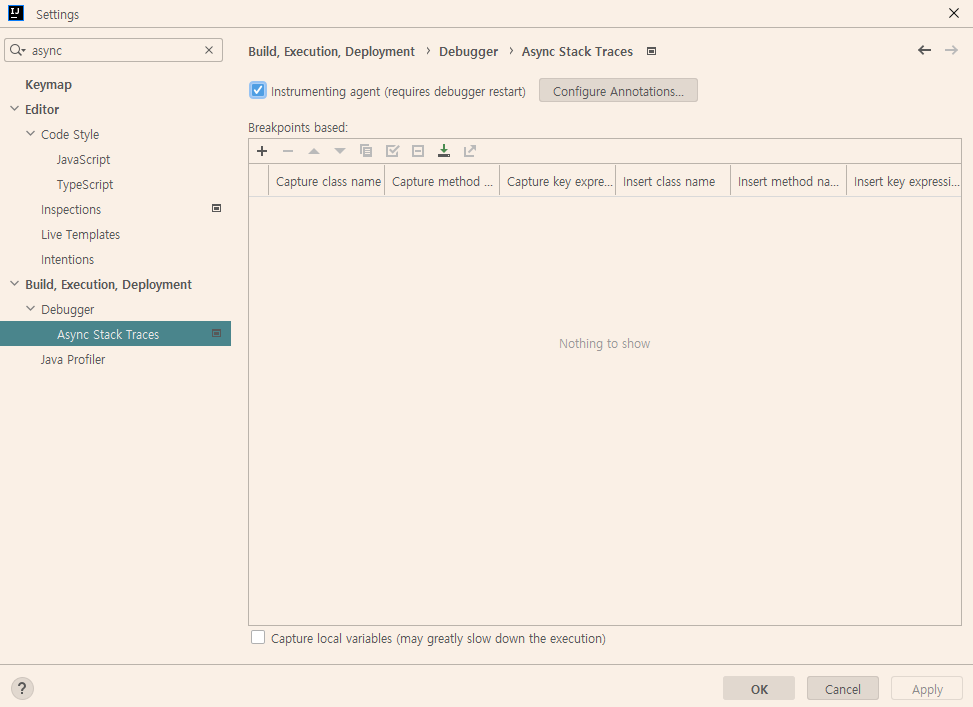 IJ
Settings
async
Keymap
Editor
Code Style
JavaScript
TypeScript
Inspections
Live Templates
Intentions
Build, Execution, Deployment
Debugger
Async Stack Traces
Java Profiler
Build, Execution, Deployment › Debugger › Async Stack Traces
Instrumenting agent (requires debugger restart)
Configure Annotations...
Breakpoints based:
Capture class name Capture method ... Capture key expre... Insert class name Insert method na... Insert key expressi...
Nothing to show
Capture local variables (may greatly slow down the execution)
?
OK Cancel Apply